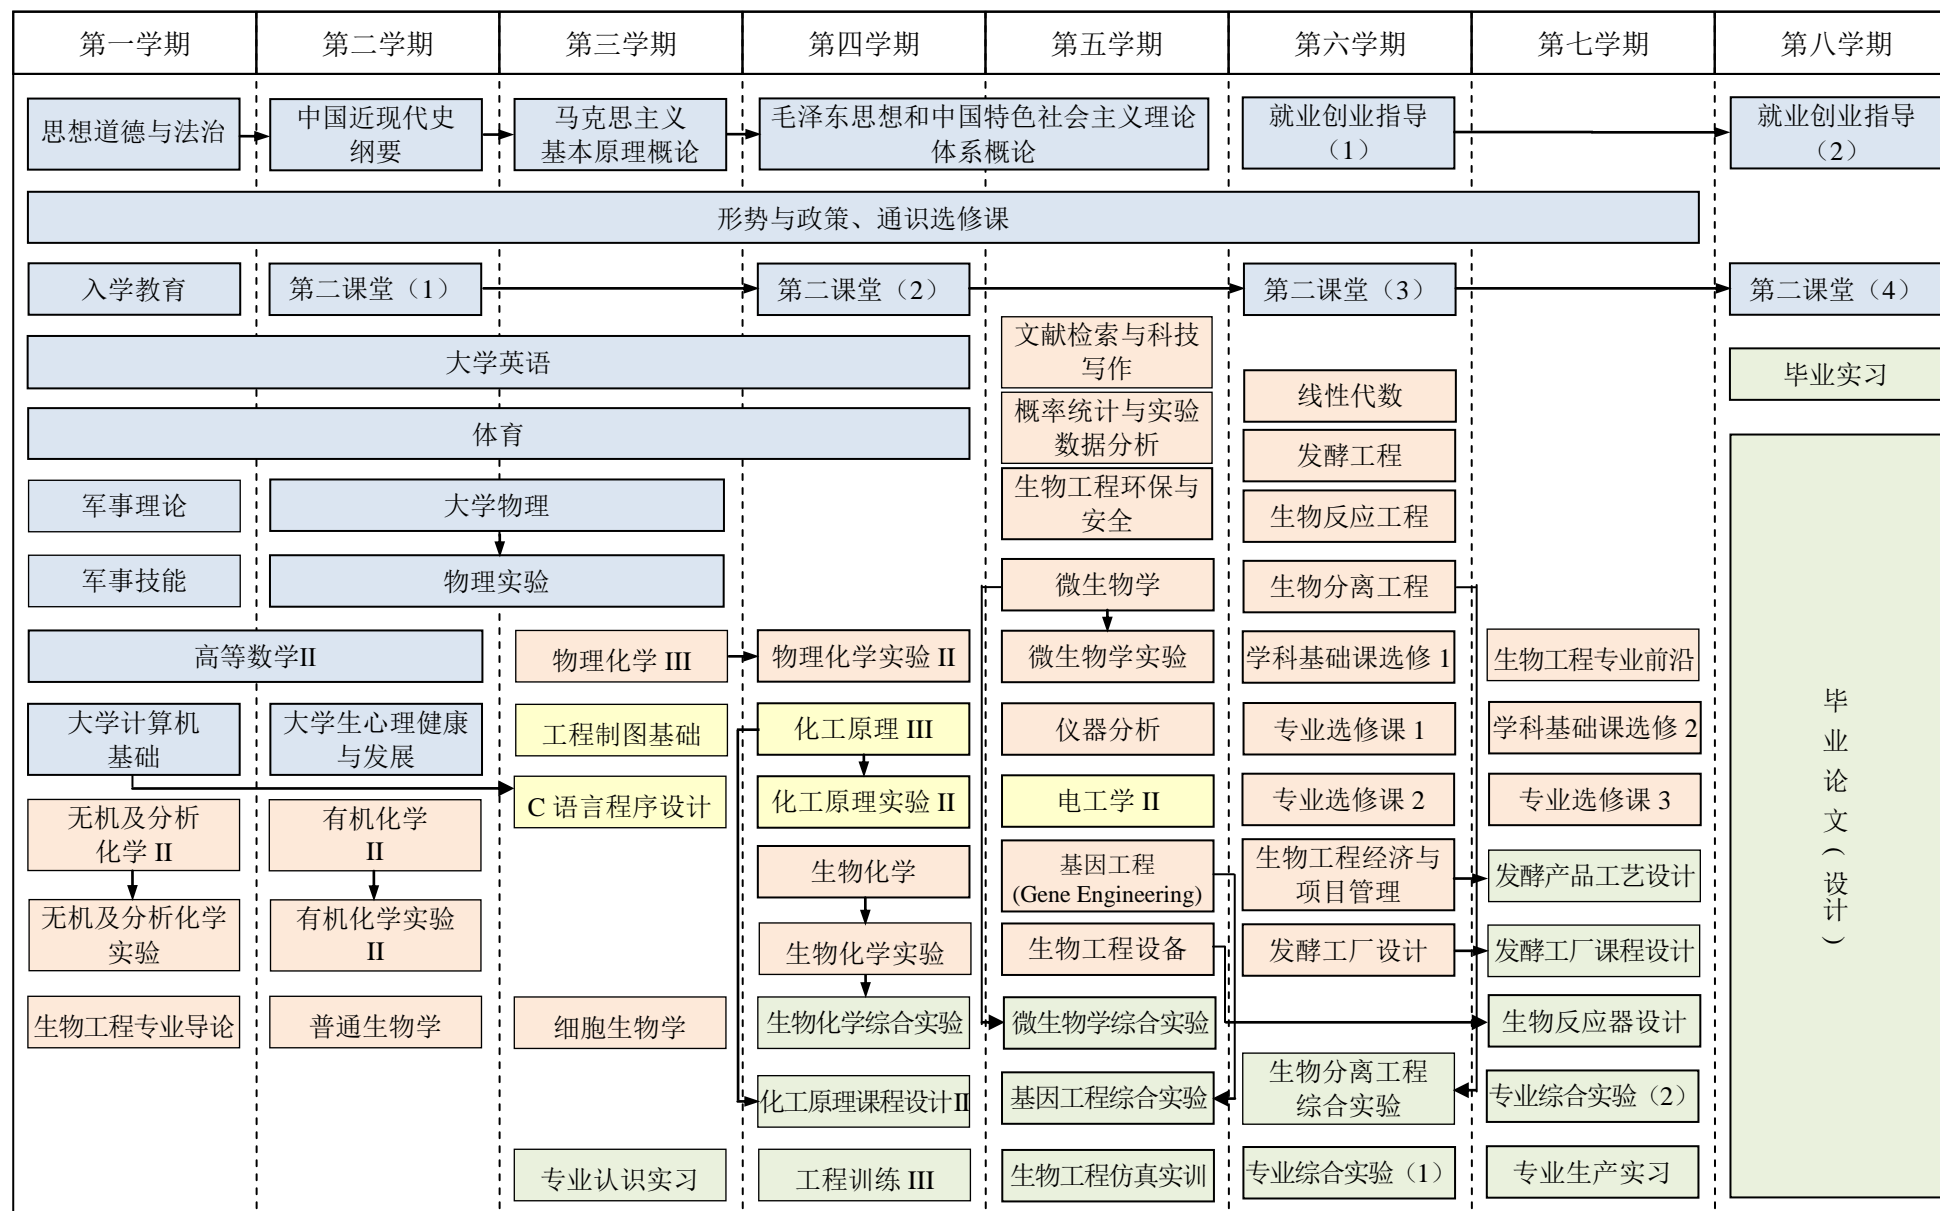 第一学期
第二学期
第三学期
第四学期
第五学期
第六学期
第七学期
第八学期
思想道德与法治
中国近现代史
纲要
马克思主义
基本原理概论
毛泽东思想和中国特色社会主义理论
体系概论
就业创业指导
（1）
就业创业指导
（2）
形势与政策、通识选修课
入学教育
第二课堂（1）
第二课堂（2）
第二课堂（3）
第二课堂（4）
大学英语
文献检索与科技
写作
毕业实习
体育
概率统计与实验
数据分析
线性代数
发酵工程
军事理论
大学物理
生物工程环保与
安全
生物反应工程
军事技能
物理实验
微生物学
生物分离工程
高等数学II
物理化学 III
物理化学实验 II
微生物学实验
学科基础课选修 1
生物工程专业前沿
大学计算机
基础
大学生心理健康
与发展
工程制图基础
化工原理 III
仪器分析
专业选修课 1
学科基础课选修 2
C 语言程序设计
化工原理实验 II
电工学 II
专业选修课 2
专业选修课 3
无机及分析
化学 II
有机化学
II
生物化学
基因工程
(Gene Engineering)
生物工程经济与
项目管理
发酵产品工艺设计
无机及分析化学
实验
有机化学实验
II
生物化学实验
生物工程设备
发酵工厂设计
发酵工厂课程设计
生物工程专业导论
普通生物学
细胞生物学
生物化学综合实验
微生物学综合实验
生物反应器设计
化工原理课程设计II
基因工程综合实验
生物分离工程
综合实验
专业综合实验（2）
专业认识实习
工程训练 III
生物工程仿真实训
专业综合实验（1）
专业生产实习
毕业论文(设计)